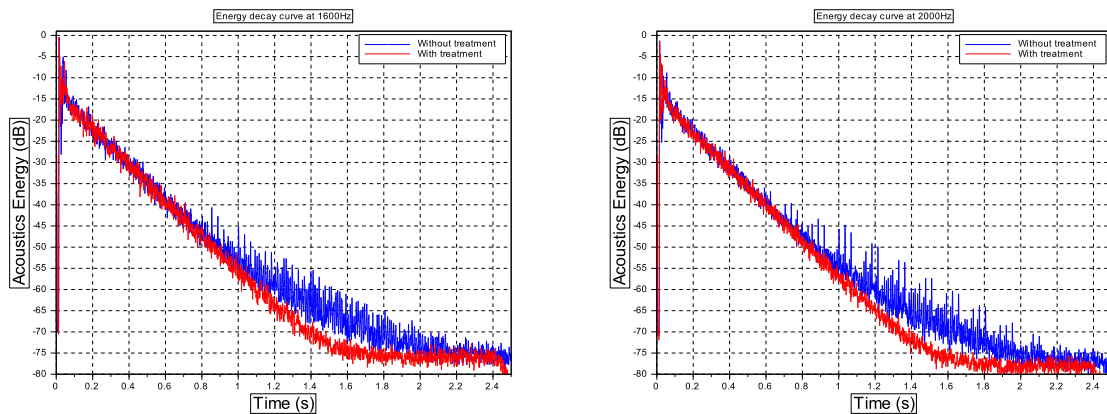 Energy decay curve at 1600Hz
Without treatment
With treatment
0
-5
-10
-15
-20
-25
-30
-35
-40
-45
-50
-55
-60
-65
-70
-75
-80
Acoustics Energy (dB)
0 0.2 0.4 0.6 0.8 1.0 1.2 1.4 1.6 1.8 2 2.2 2.4
Time (s)
Energy decay curve at 2000Hz
Without treatment
With treatment
0
-5
-10
-15
-20
-25
-30
-35
-40
-45
-50
-55
-60
-65
-70
-75
-80
Acoustics Energy (dB)
0 0.2 0.4 0.6 0.8 1 1.2 1.4 1.6 1.8 2 2.2 2.4
Time (s)